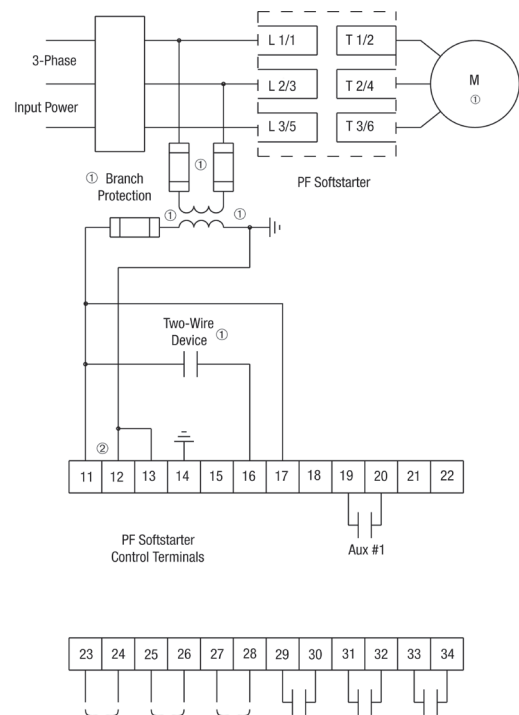 3-Phase
Input Power
L 1/1 T 1/2
L 2/3 T 2/4
L 3/5 T 3/6
M
①
① Branch
Protection
①
PF Softstarter
①
①
Two-Wire
Device ①
②
11 12 13 14 15 16 17 18 19 20 21 22
PF Softstarter
Control Terminals
Aux #1
23 24 25 26 27 28 29 30 31 32 33 34